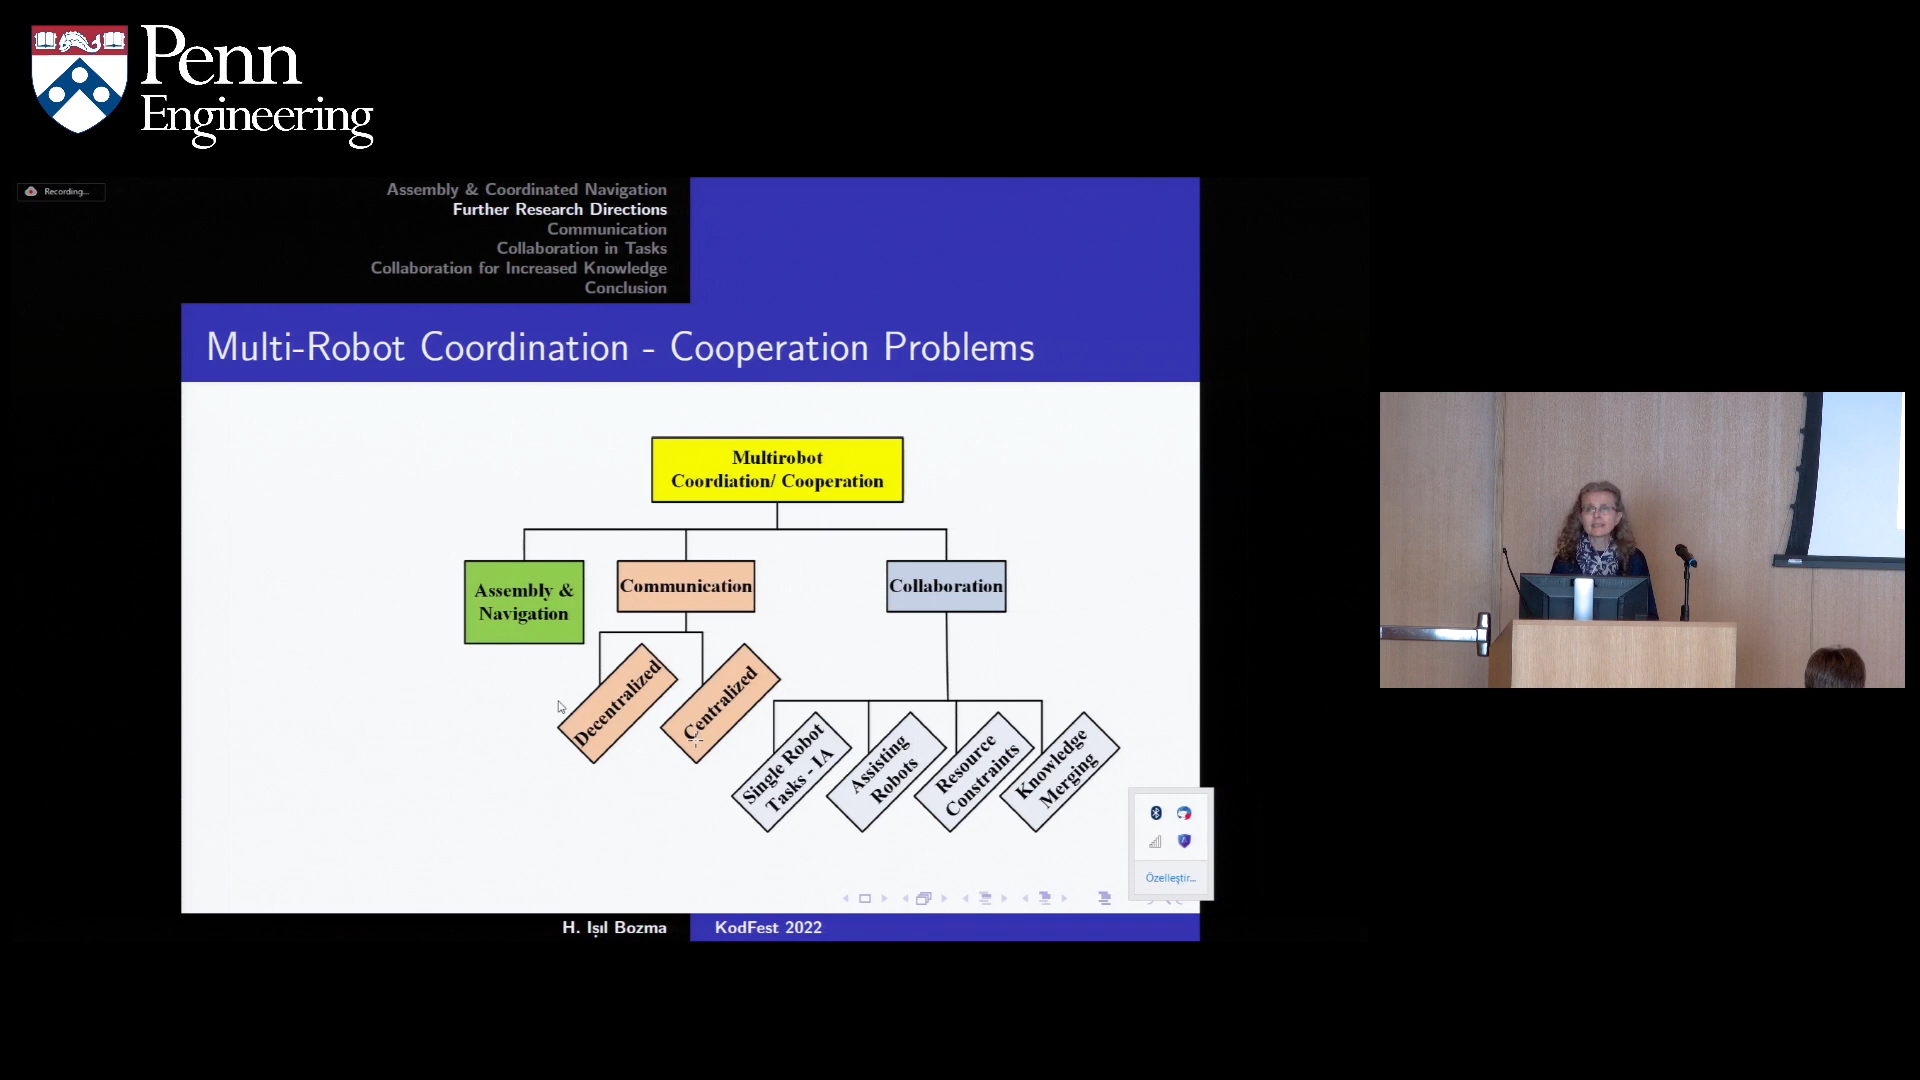 Penn
Engineering
Recording...
Assembly & Coordinated Navigation
Further Research Directions
Communication
Collaboration in Tasks
Collaboration for Increased Knowledge
Conclusion
Multi-Robot Coordination - Cooperation Problems
Multirobot
Coordiation/ Cooperation
Assembly &
Navigation
Communication
Collaboration
Decentralized
Centralized
Single Robot
Tasks - IA
Assisting
Robots
Resource
Constraints
Knowledge
Merging
Özelleştir...
H. Işıl Bozma
KodFest 2022